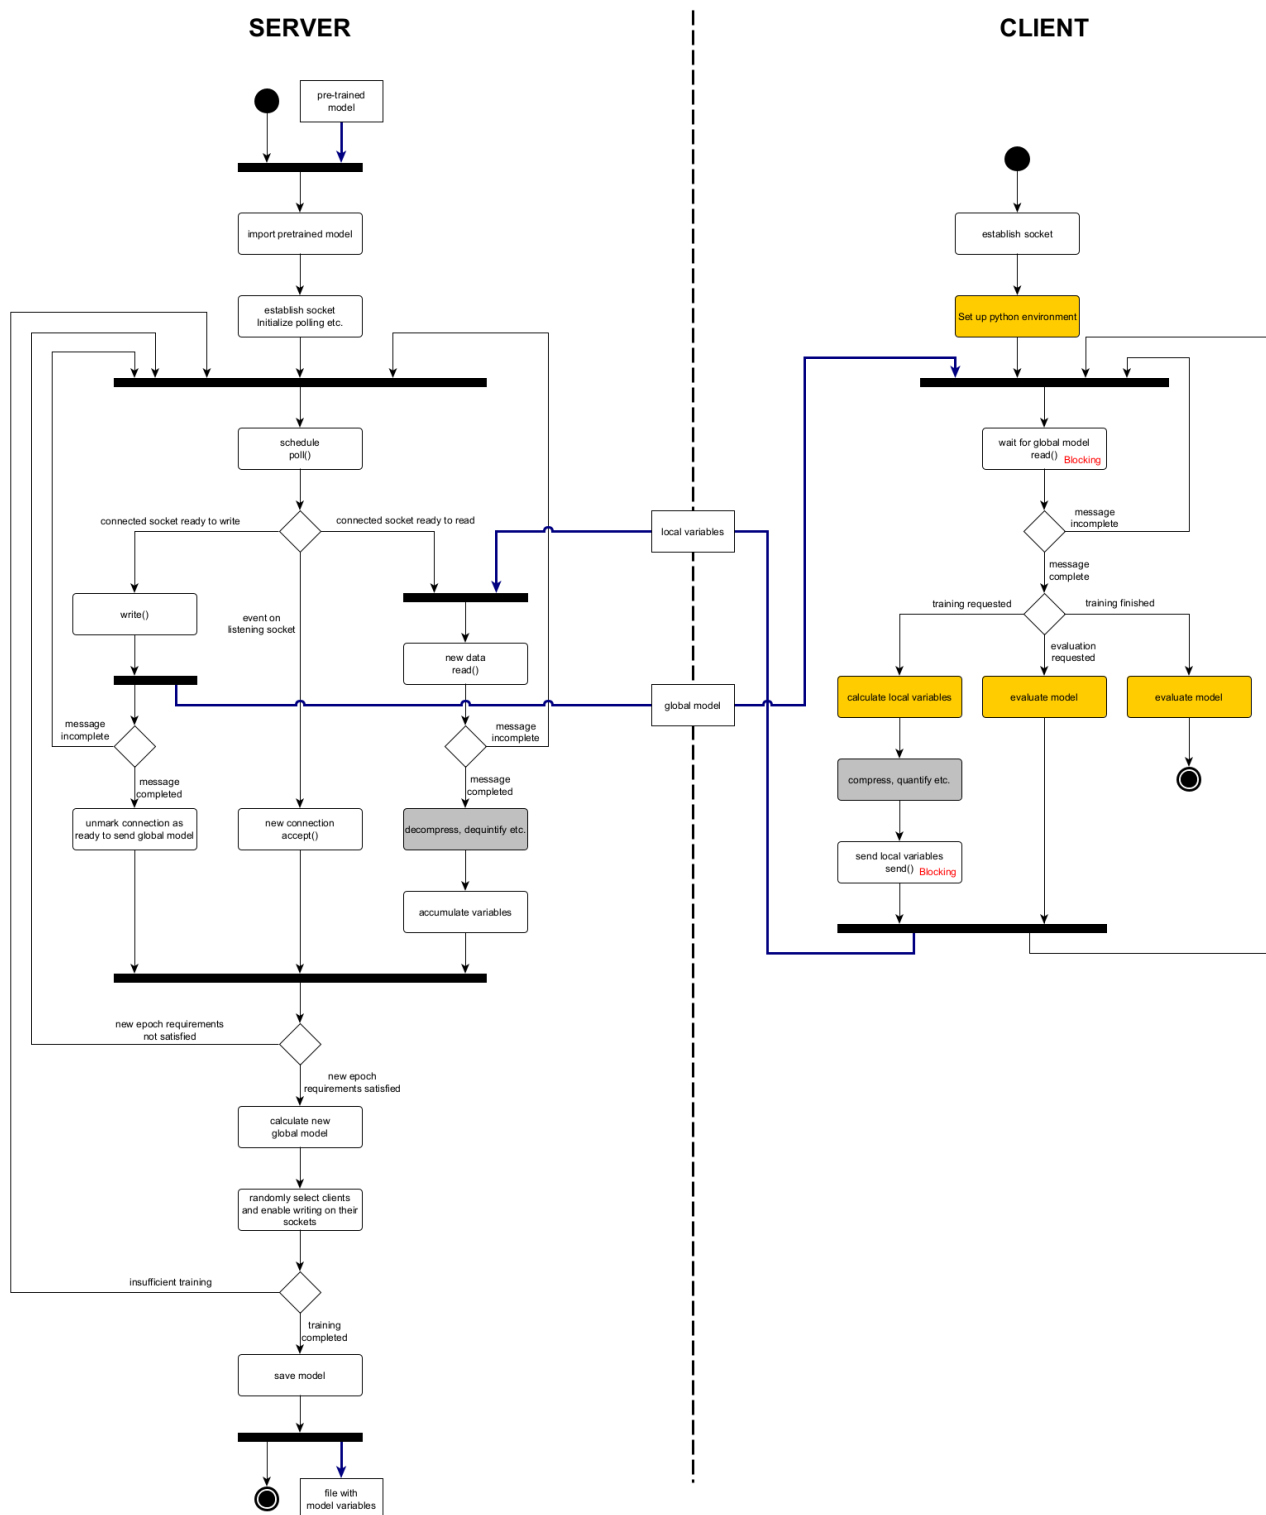 SERVER
CLIENT
pre-trained
model
import pretrained model
establish socket
Initialize polling etc.
schedule
poll()
connected socket ready to write
connected socket ready to read
write()
event on
listening socket
new data
read()
message
incomplete
message
incomplete
message
completed
message
completed
unmark connection as
ready to send global model
new connection
accept()
decompress, dequintify etc.
accumulate variables
new epoch requirements
not satisfied
new epoch
requirements satisfied
calculate new
global model
randomly select clients
and enable writing on their
sockets
insufficient training
training
completed
save model
file with
model variables
local variables
global model
establish socket
Set up python environment
wait for global model
read()
Blocking
message
incomplete
message
complete
training requested
training finished
evaluation
requested
calculate local variables
evaluate model
evaluate model
compress, quantify etc.
send local variables
send()
Blocking